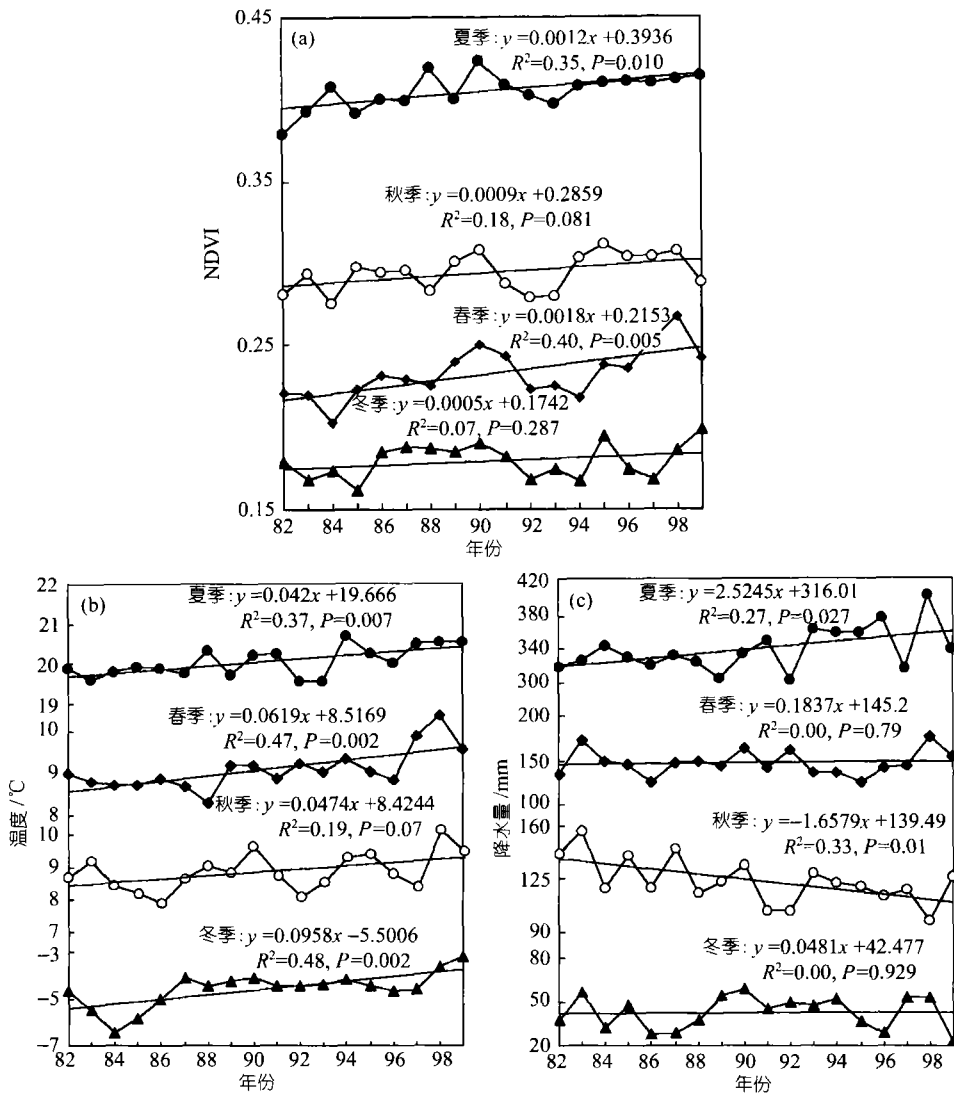 (a)
0.45
夏季:y=0.0012x+0.3936
R²=0.35, P=0.010
0.35
秋季:y=0.0009x+0.2859
R²=0.18, P=0.081
NDVI
春季:y=0.0018x+0.2153
R²=0.40, P=0.005
0.25
冬季:y=0.0005x+0.1742
R²=0.07, P=0.287
0.15
82 84 86 88 90 92 94 96 98
年份
(b)
22
夏季:y=0.042x+19.666
R²=0.37, P=0.007
21
20
19
10
春季:y=0.0619x+8.5169
R²=0.47, P=0.002
9
8
秋季:y=0.0474x+8.4244
R²=0.19, P=0.07
10
9
8
7
冬季:y=0.0958x−5.5006
R²=0.48, P=0.002
−3
−5
−7
温度/℃
82 84 86 88 90 92 94 96 98
年份
(c)
420
夏季:y=2.5245x+316.01
R²=0.27, P=0.027
380
340
300
200
春季:y=0.1837x+145.2
R²=0.00, P=0.79
150
100
160
秋季:y=−1.6579x+139.49
R²=0.33, P=0.01
125
90
冬季:y=0.0481x+42.477
R²=0.00, P=0.929
80
50
20
降水量/mm
82 84 86 88 90 92 94 96 98
年份